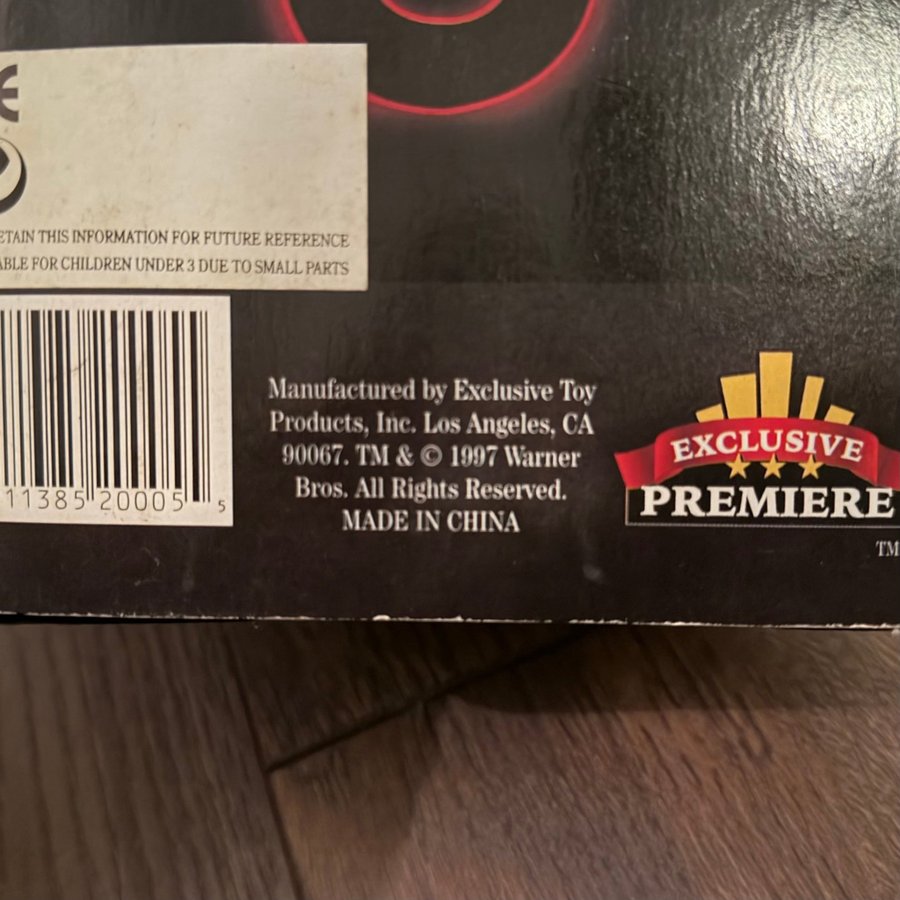 CE
ETAIN THIS INFORMATION FOR FUTURE REFERENCE
ABLE FOR CHILDREN UNDER 3 DUE TO SMALL PARTS
11385 20005 5
Manufactured by Exclusive Toy
Products, Inc. Los Angeles, CA
90067. TM & © 1997 Warner
Bros. All Rights Reserved.
MADE IN CHINA
EXCLUSIVE
PREMIERE
TM